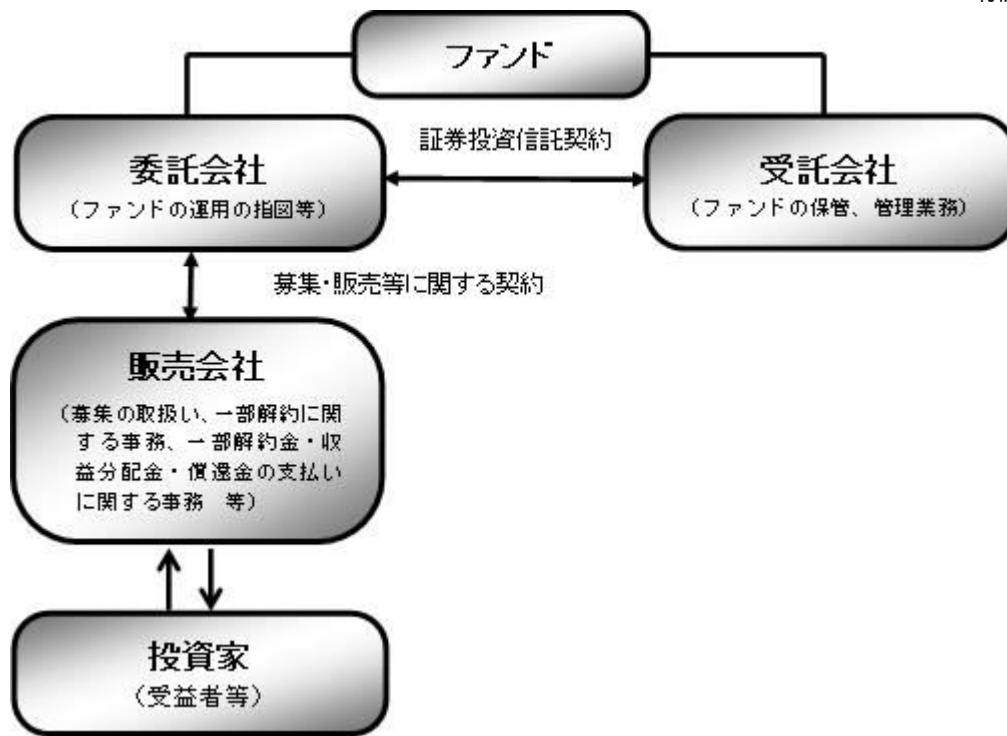 ファンド
証券投資信託契約
委託会社
（ファンドの運用の指図等）
受託会社
（ファンドの保管、管理業務）
募集・販売等に関する契約
販売会社
（募集の取扱い、一部解約に関
する事務、一部解約金・収
益分配金・償還金の支払い
に関する事務　等）
投資家
（受益者等）